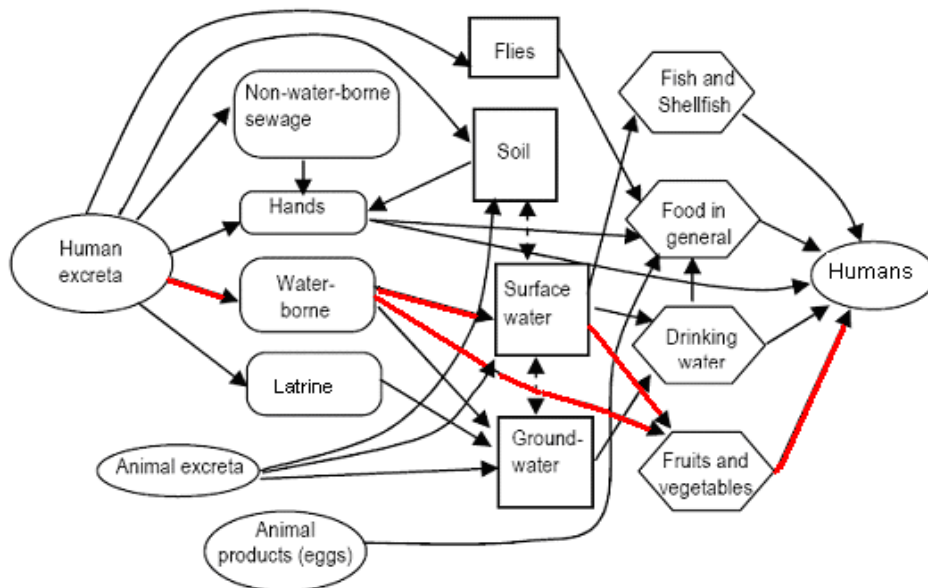 Flies
Fish and
Shellfish
Non-water-borne
sewage
Soil
Hands
Food in
general
Human
excreta
Humans
Water-
borne
Surface
water
Drinking
water
Latrine
Ground-
water
Animal excreta
Fruits and
vegetables
Animal
products (eggs)